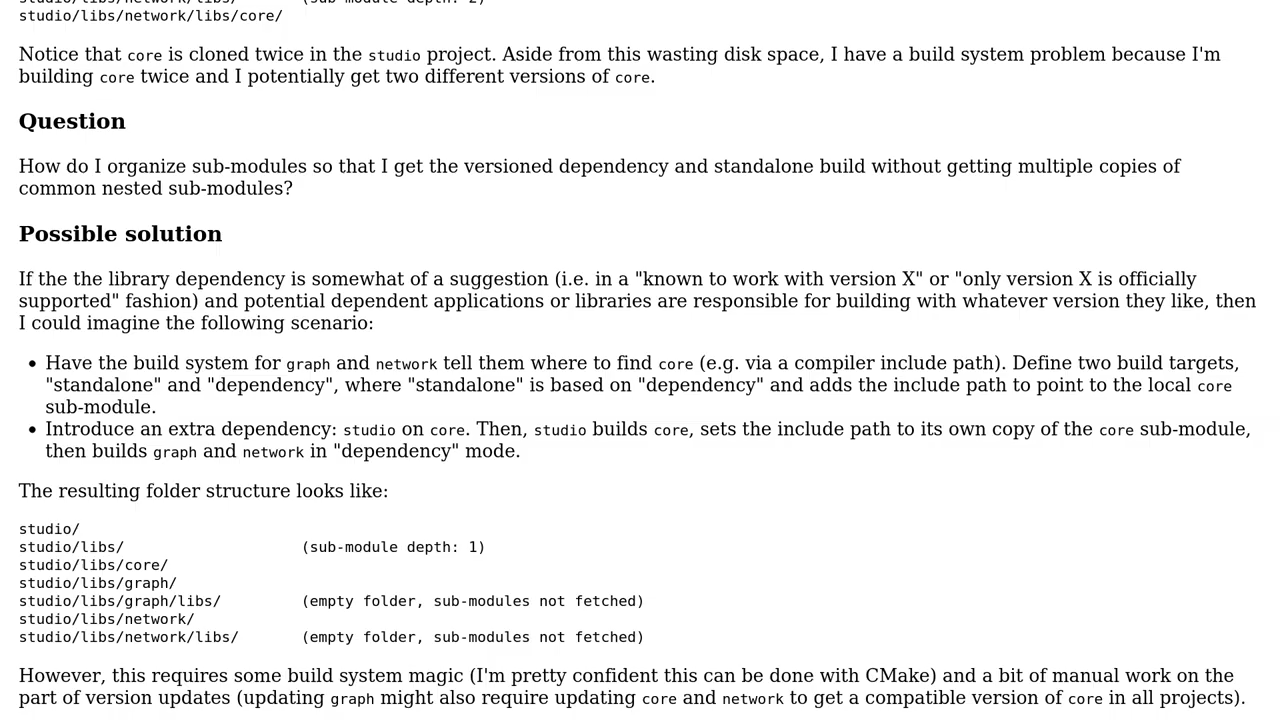 studio/libs/network/libs/ (sub-module depth: 2)
studio/libs/network/libs/core/
Notice that core is cloned twice in the studio project. Aside from this wasting disk space, I have a build system problem because I'm
building core twice and I potentially get two different versions of core.
Question
How do I organize sub-modules so that I get the versioned dependency and standalone build without getting multiple copies of
common nested sub-modules?
Possible solution
If the the library dependency is somewhat of a suggestion (i.e. in a "known to work with version X" or "only version X is officially
supported" fashion) and potential dependent applications or libraries are responsible for building with whatever version they like, then
I could imagine the following scenario:
• Have the build system for graph and network tell them where to find core (e.g. via a compiler include path). Define two build targets,
"standalone" and "dependency", where "standalone" is based on "dependency" and adds the include path to point to the local core
sub-module.
• Introduce an extra dependency: studio on core. Then, studio builds core, sets the include path to its own copy of the core sub-module,
then builds graph and network in "dependency" mode.
The resulting folder structure looks like:
studio/
studio/libs/ (sub-module depth: 1)
studio/libs/core/
studio/libs/graph/
studio/libs/graph/libs/ (empty folder, sub-modules not fetched)
studio/libs/network/
studio/libs/network/libs/ (empty folder, sub-modules not fetched)
However, this requires some build system magic (I'm pretty confident this can be done with CMake) and a bit of manual work on the
part of version updates (updating graph might also require updating core and network to get a compatible version of core in all projects).